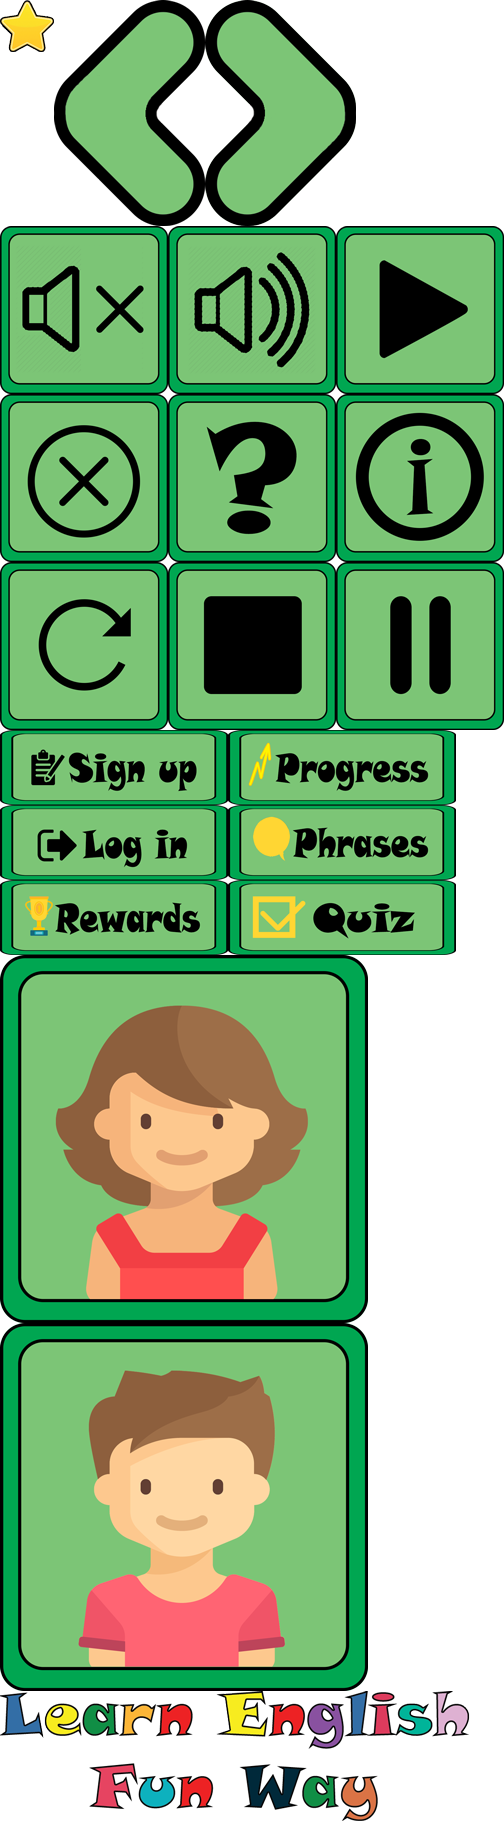 Sign up
Progress
Log in
Phrases
Rewards
Quiz
Learn English
Fun Way